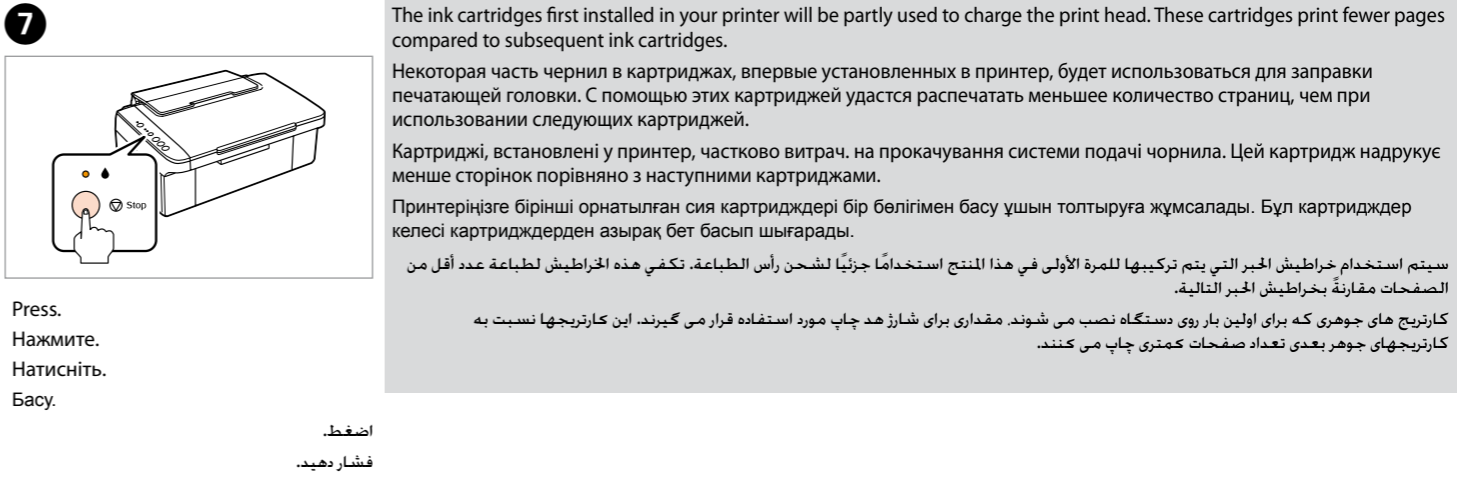 7
Stop
Press.
Нажмите.
Натисніть.
Басу.
اضغط.
فشار دهید.
The ink cartridges first installed in your printer will be partly used to charge the print head. These cartridges print fewer pages
compared to subsequent ink cartridges.
Некоторая часть чернил в картриджах, впервые установленных в принтер, будет использоваться для заправки
печатающей головки. С помощью этих картриджей удастся распечатать меньшее количество страниц, чем при
использовании следующих картриджей.
Картриджі, встановлені у принтер, частково витрач. на прокачування системи подачі чорнила. Цей картридж надрукує
менше сторінок порівняно з наступними картриджами.
Принтеріңізге бірінші орнатылған сия картридждері бір бөлігімен басу ұшын толтыруға жұмсалады. Бұл картридждер
келесі картридждерден азырақ бет басып шығарады.
سيتم استخدام خراطيش الحبر التي يتم تركيبها للمرة الأولى في هذا المنتج استخدامًا جزئيًا لشحن رأس الطباعة. تكفي هذه الخراطيش لطباعة عدد أقل من
الصفحات مقارنةً بخراطيش الحبر التالية.
کارتریج های جوهری که برای اولین بار روی دستگاه نصب می شوند، مقداری برای شارژ هد چاپ مورد استفاده قرار می گیرند. این کارتریجها نسبت به
کارتریجهای جوهر بعدی تعداد صفحات کمتری چاپ می کنند.